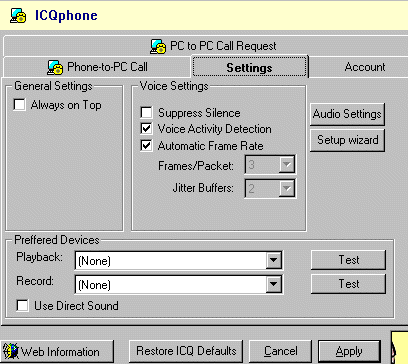 ICQphone
PC to PC Call Request
Phone-to-PC Call
Settings
Account
General Settings
Always on Top
Voice Settings
Suppress Silence
Voice Activity Detection
Automatic Frame Rate
Frames/Packet: 3
Jitter Buffers: 2
Audio Settings
Setup wizard
Preffered Devices
Playback: (None) Test
Record: (None) Test
Use Direct Sound
Web Information Restore ICQ Defaults Cancel Apply